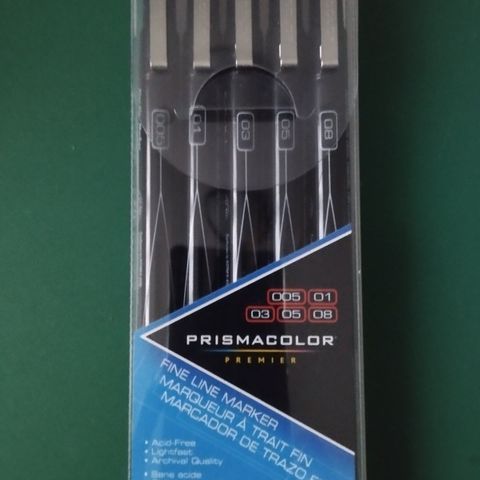 005 01 03 05 08
005 01
03 05 08
PRISMACOLOR
PREMIER
FINE LINE MARKER
MARQUEUR À TRAIT FIN
MARCADOR DE TRAZO
• Acid-Free
• Lightfast
• Archival Quality
• Sans acide